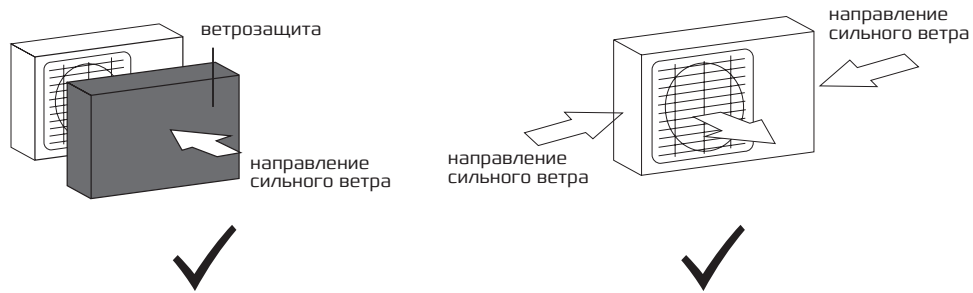 ветрозащита
направление
сильного ветра
направление
сильного ветра
направление
сильного ветра